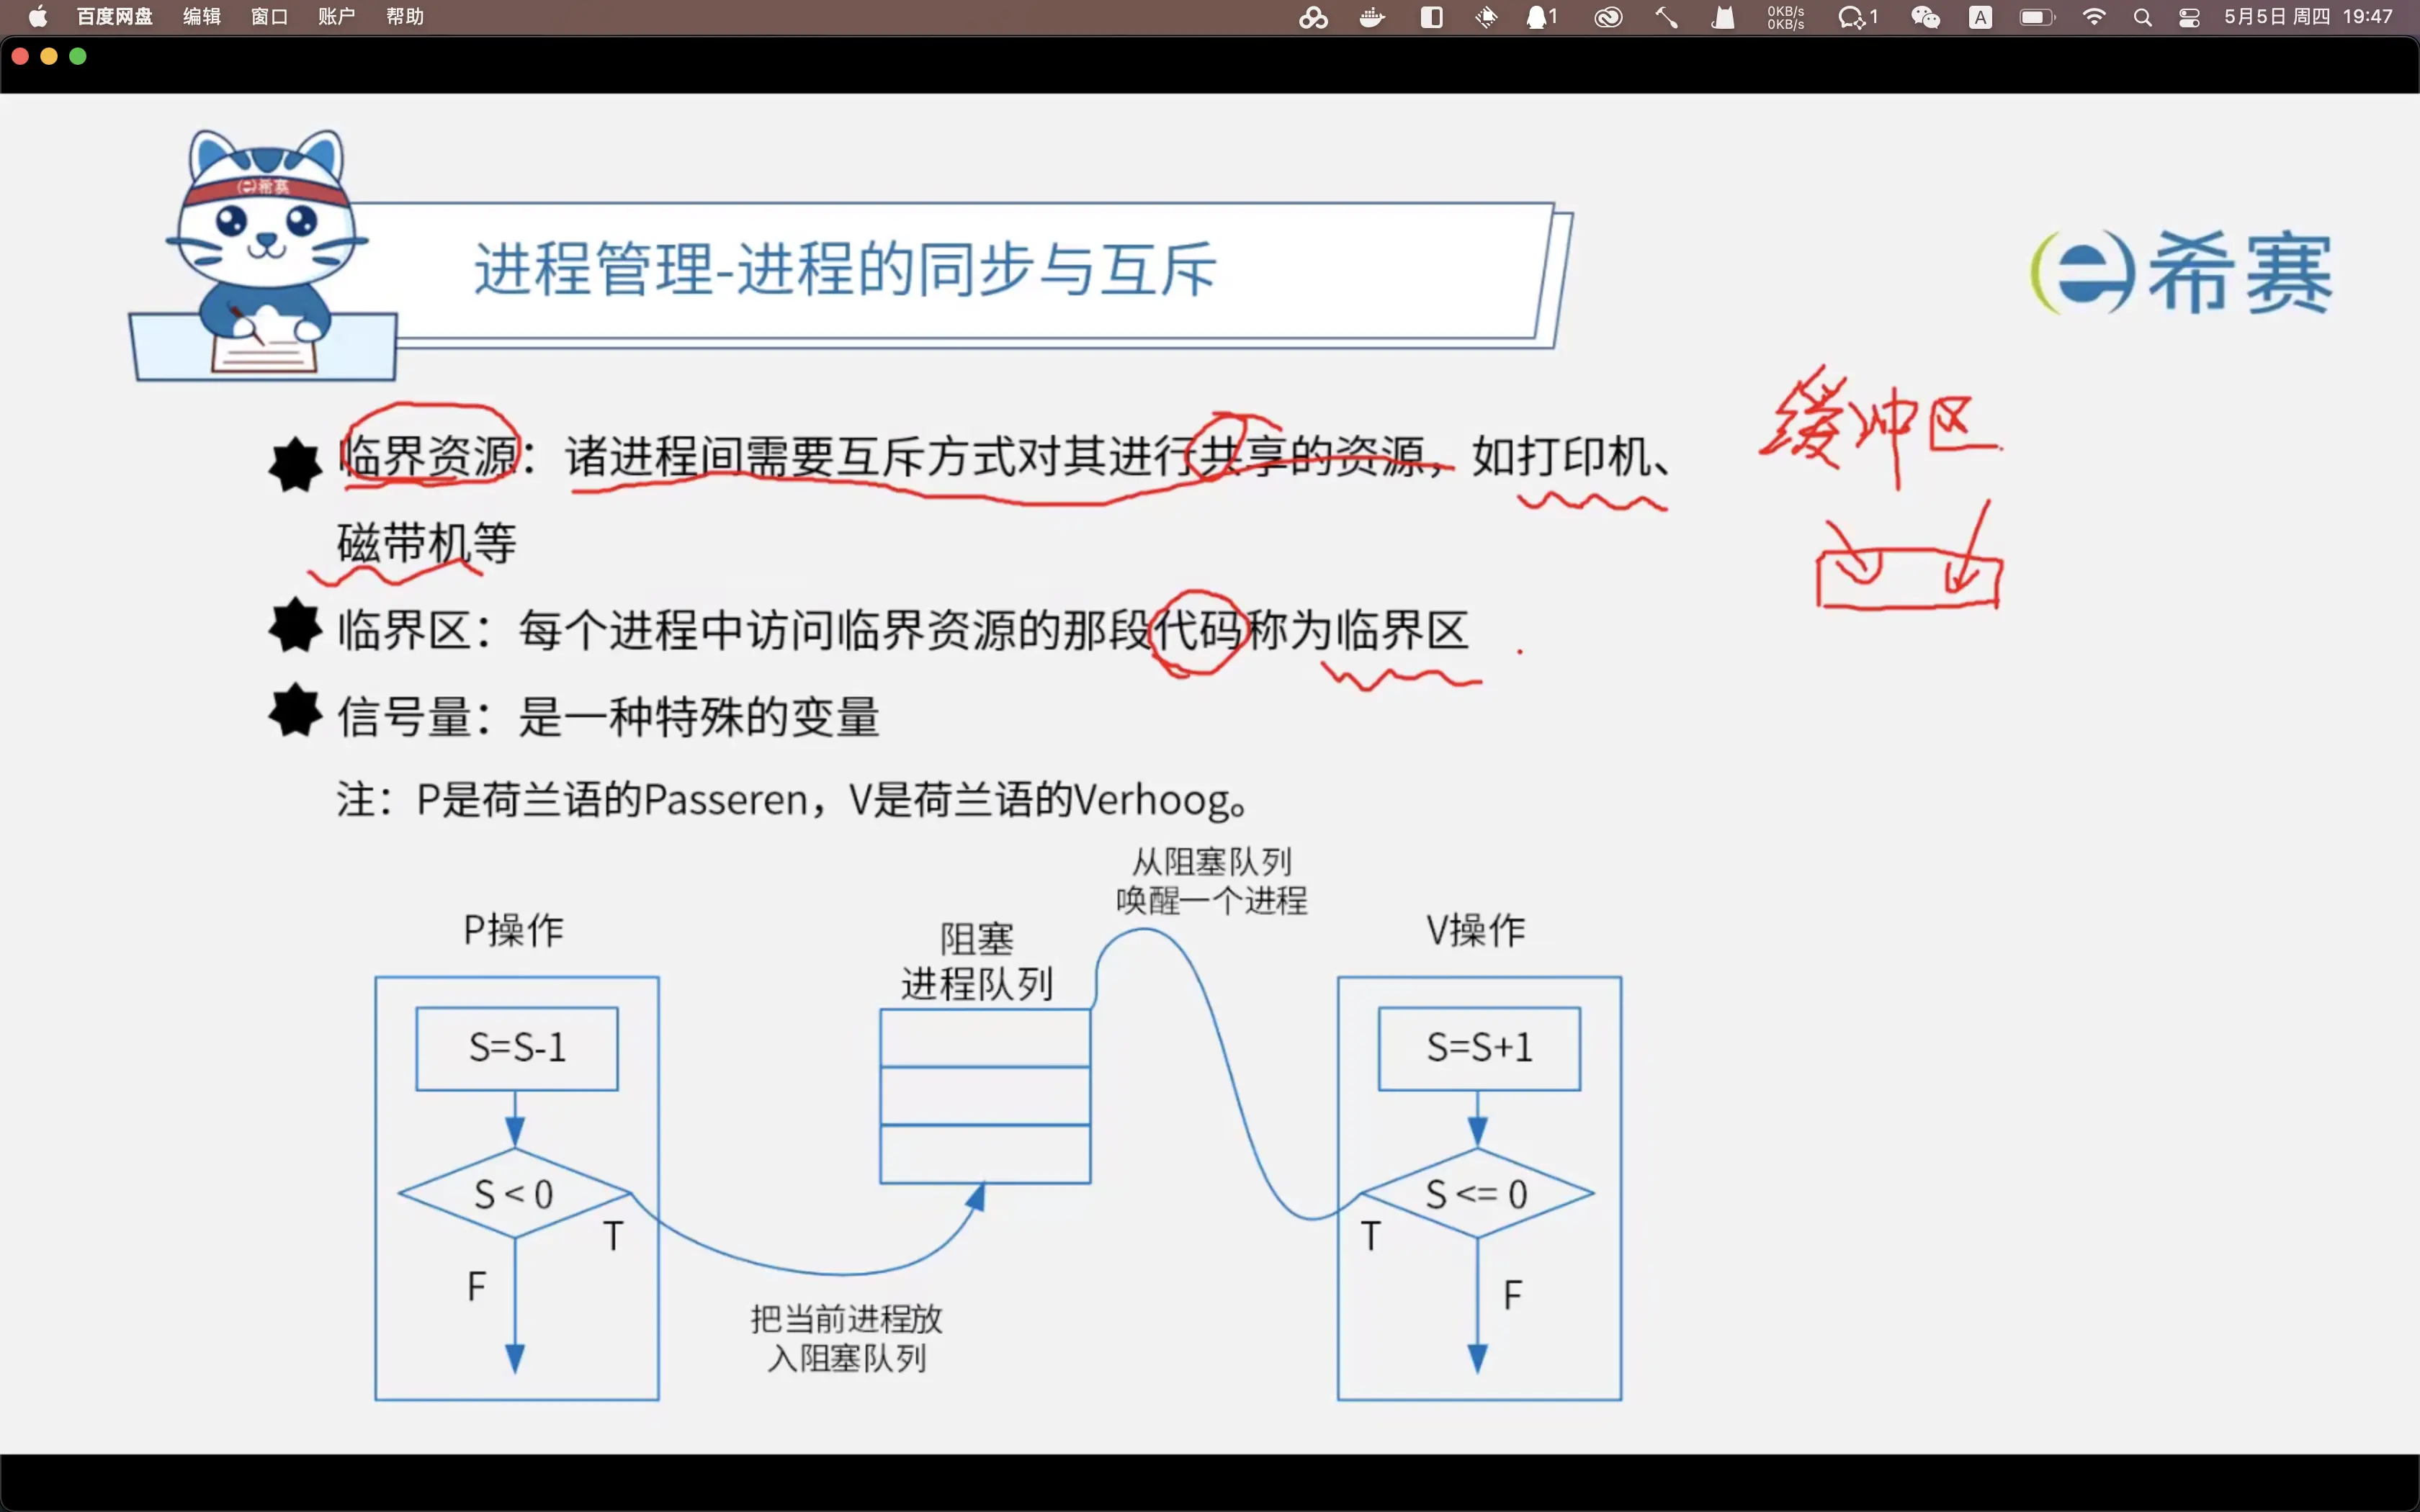 百度网盘 编辑 窗口 账户 帮助 1 0KB/s 0KB/s 1 A 5月5日 周四 19:47
希赛
进程管理-进程的同步与互斥
希赛
临界资源：诸进程间需要互斥方式对其进行共享的资源，如打印机、
磁带机等
缓冲区
临界区：每个进程中访问临界资源的那段代码称为临界区
信号量：是一种特殊的变量
注：P是荷兰语的Passeren，V是荷兰语的Verhoog。
P操作
S=S-1
S < 0
T
F
把当前进程放
入阻塞队列
阻塞
进程队列
从阻塞队列
唤醒一个进程
V操作
S=S+1
S <= 0
T
F